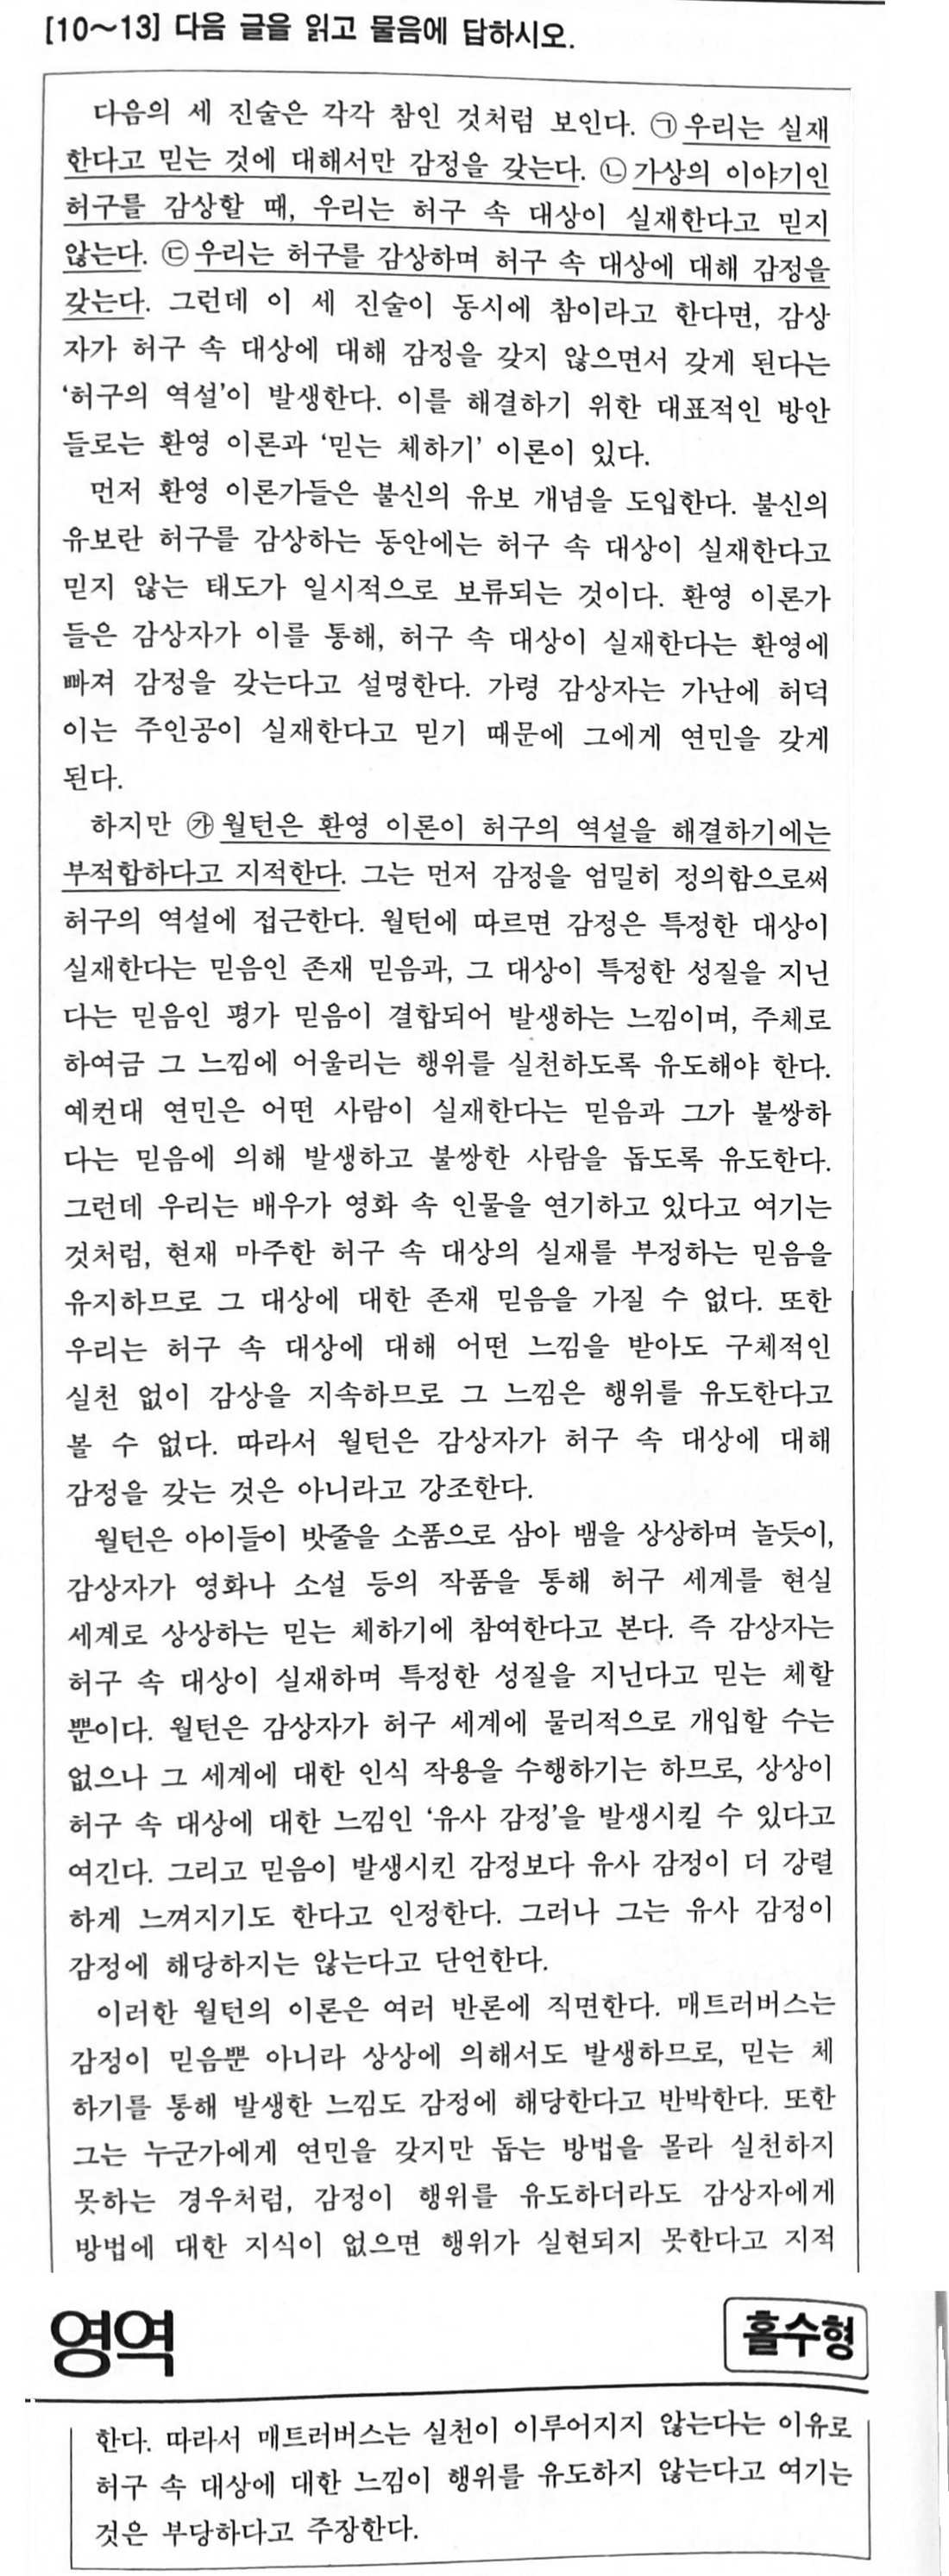 [10~13] 다음 글을 읽고 물음에 답하시오.
다음의 세 진술은 각각 참인 것처럼 보인다. ㉠우리는 실재
한다고 믿는 것에 대해서만 감정을 갖는다. ㉡가상의 이야기인
허구를 감상할 때, 우리는 허구 속 대상이 실재한다고 믿지
않는다. ㉢우리는 허구를 감상하며 허구 속 대상에 대해 감정을
갖는다. 그런데 이 세 진술이 동시에 참이라고 한다면, 감상
자가 허구 속 대상에 대해 감정을 갖지 않으면서 갖게 된다는
‘허구의 역설’이 발생한다. 이를 해결하기 위한 대표적인 방안
들로는 환영 이론과 ‘믿는 체하기’ 이론이 있다.
먼저 환영 이론가들은 불신의 유보 개념을 도입한다. 불신의
유보란 허구를 감상하는 동안에는 허구 속 대상이 실재한다고
믿지 않는 태도가 일시적으로 보류되는 것이다. 환영 이론가
들은 감상자가 이를 통해, 허구 속 대상이 실재한다는 환영에
빠져 감정을 갖는다고 설명한다. 가령 감상자는 가난에 허덕
이는 주인공이 실재한다고 믿기 때문에 그에게 연민을 갖게
된다.
하지만 ㉮월턴은 환영 이론이 허구의 역설을 해결하기에는
부적합하다고 지적한다. 그는 먼저 감정을 엄밀히 정의함으로써
허구의 역설에 접근한다. 월턴에 따르면 감정은 특정한 대상이
실재한다는 믿음인 존재 믿음과, 그 대상이 특정한 성질을 지닌
다는 믿음인 평가 믿음이 결합되어 발생하는 느낌이며, 주체로
하여금 그 느낌에 어울리는 행위를 실천하도록 유도해야 한다.
예컨대 연민은 어떤 사람이 실재한다는 믿음과 그가 불쌍하
다는 믿음에 의해 발생하고 불쌍한 사람을 돕도록 유도한다.
그런데 우리는 배우가 영화 속 인물을 연기하고 있다고 여기는
것처럼, 현재 마주한 허구 속 대상의 실재를 부정하는 믿음을
유지하므로 그 대상에 대한 존재 믿음을 가질 수 없다. 또한
우리는 허구 속 대상에 대해 어떤 느낌을 받아도 구체적인
실천 없이 감상을 지속하므로 그 느낌은 행위를 유도한다고
볼 수 없다. 따라서 월턴은 감상자가 허구 속 대상에 대해
감정을 갖는 것은 아니라고 강조한다.
월턴은 아이들이 밧줄을 소품으로 삼아 뱀을 상상하며 놀듯이,
감상자가 영화나 소설 등의 작품을 통해 허구 세계를 현실
세계로 상상하는 믿는 체하기에 참여한다고 본다. 즉 감상자는
허구 속 대상이 실재하며 특정한 성질을 지닌다고 믿는 체할
뿐이다. 월턴은 감상자가 허구 세계에 물리적으로 개입할 수는
없으나 그 세계에 대한 인식 작용을 수행하기는 하므로, 상상이
허구 속 대상에 대한 느낌인 ‘유사 감정’을 발생시킬 수 있다고
여긴다. 그리고 믿음이 발생시킨 감정보다 유사 감정이 더 강렬
하게 느껴지기도 한다고 인정한다. 그러나 그는 유사 감정이
감정에 해당하지는 않는다고 단언한다.
이러한 월턴의 이론은 여러 반론에 직면한다. 매트러버스는
감정이 믿음뿐 아니라 상상에 의해서도 발생하므로, 믿는 체
하기를 통해 발생한 느낌도 감정에 해당한다고 반박한다. 또한
그는 누군가에게 연민을 갖지만 돕는 방법을 몰라 실천하지
못하는 경우처럼, 감정이 행위를 유도하더라도 감상자에게
방법에 대한 지식이 없으면 행위가 실현되지 못한다고 지적
영역
홀수형
한다. 따라서 매트러버스는 실천이 이루어지지 않는다는 이유로
허구 속 대상에 대한 느낌이 행위를 유도하지 않는다고 여기는
것은 부당하다고 주장한다.